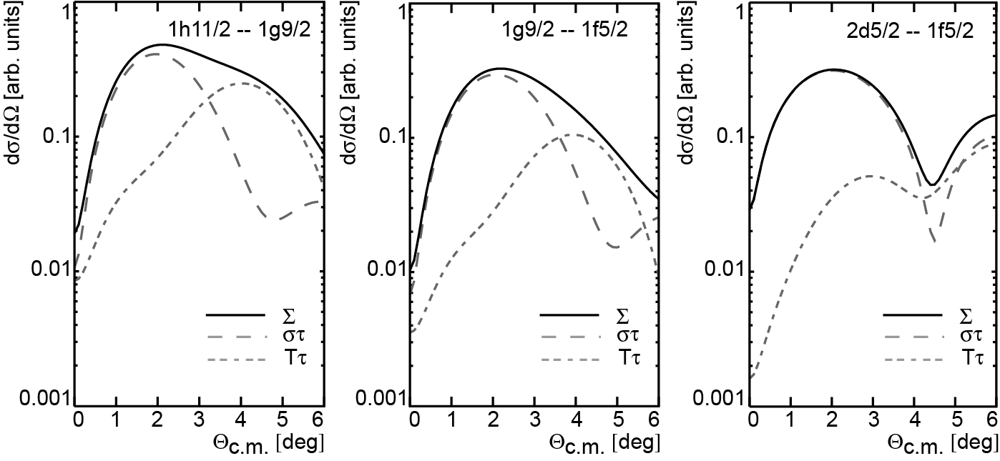 dσ/dΩ [arb. units]
1h11/2 -- 1g9/2
1
0.1
0.01
0.001
Σ
στ
Tτ
0 1 2 3 4 5 6
Θc.m. [deg]
dσ/dΩ [arb. units]
1g9/2 -- 1f5/2
1
0.1
0.01
0.001
Σ
στ
Tτ
0 1 2 3 4 5 6
Θc.m. [deg]
dσ/dΩ [arb. units]
2d5/2 -- 1f5/2
1
0.1
0.01
0.001
Σ
στ
Tτ
0 1 2 3 4 5 6
Θc.m. [deg]